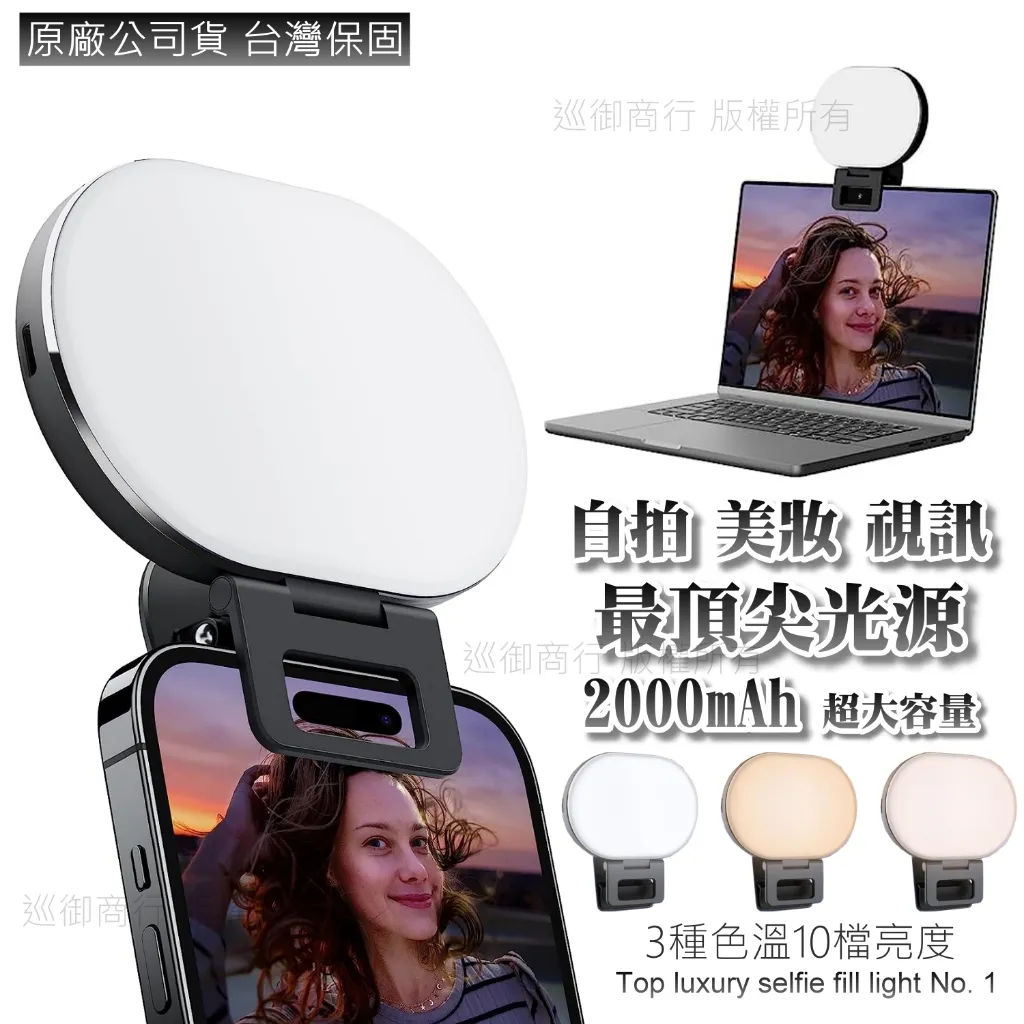 原廠公司貨 台灣保固
巡御商行 版權所有
自拍 美妝 視訊
最頂尖光源
巡御商行 版權所有
2000mAh 超大容量
巡御商行
3種色溫10檔亮度
Top luxury selfie fill light No. 1